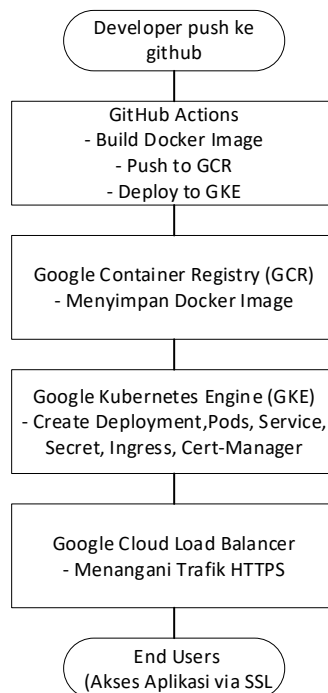 Developer push ke
github
GitHub Actions
- Build Docker Image
- Push to GCR
- Deploy to GKE
Google Container Registry (GCR)
- Menyimpan Docker Image
Google Kubernetes Engine (GKE)
- Create Deployment,Pods, Service,
Secret, Ingress, Cert-Manager
Google Cloud Load Balancer
- Menangani Trafik HTTPS
End Users
(Akses Aplikasi via SSL